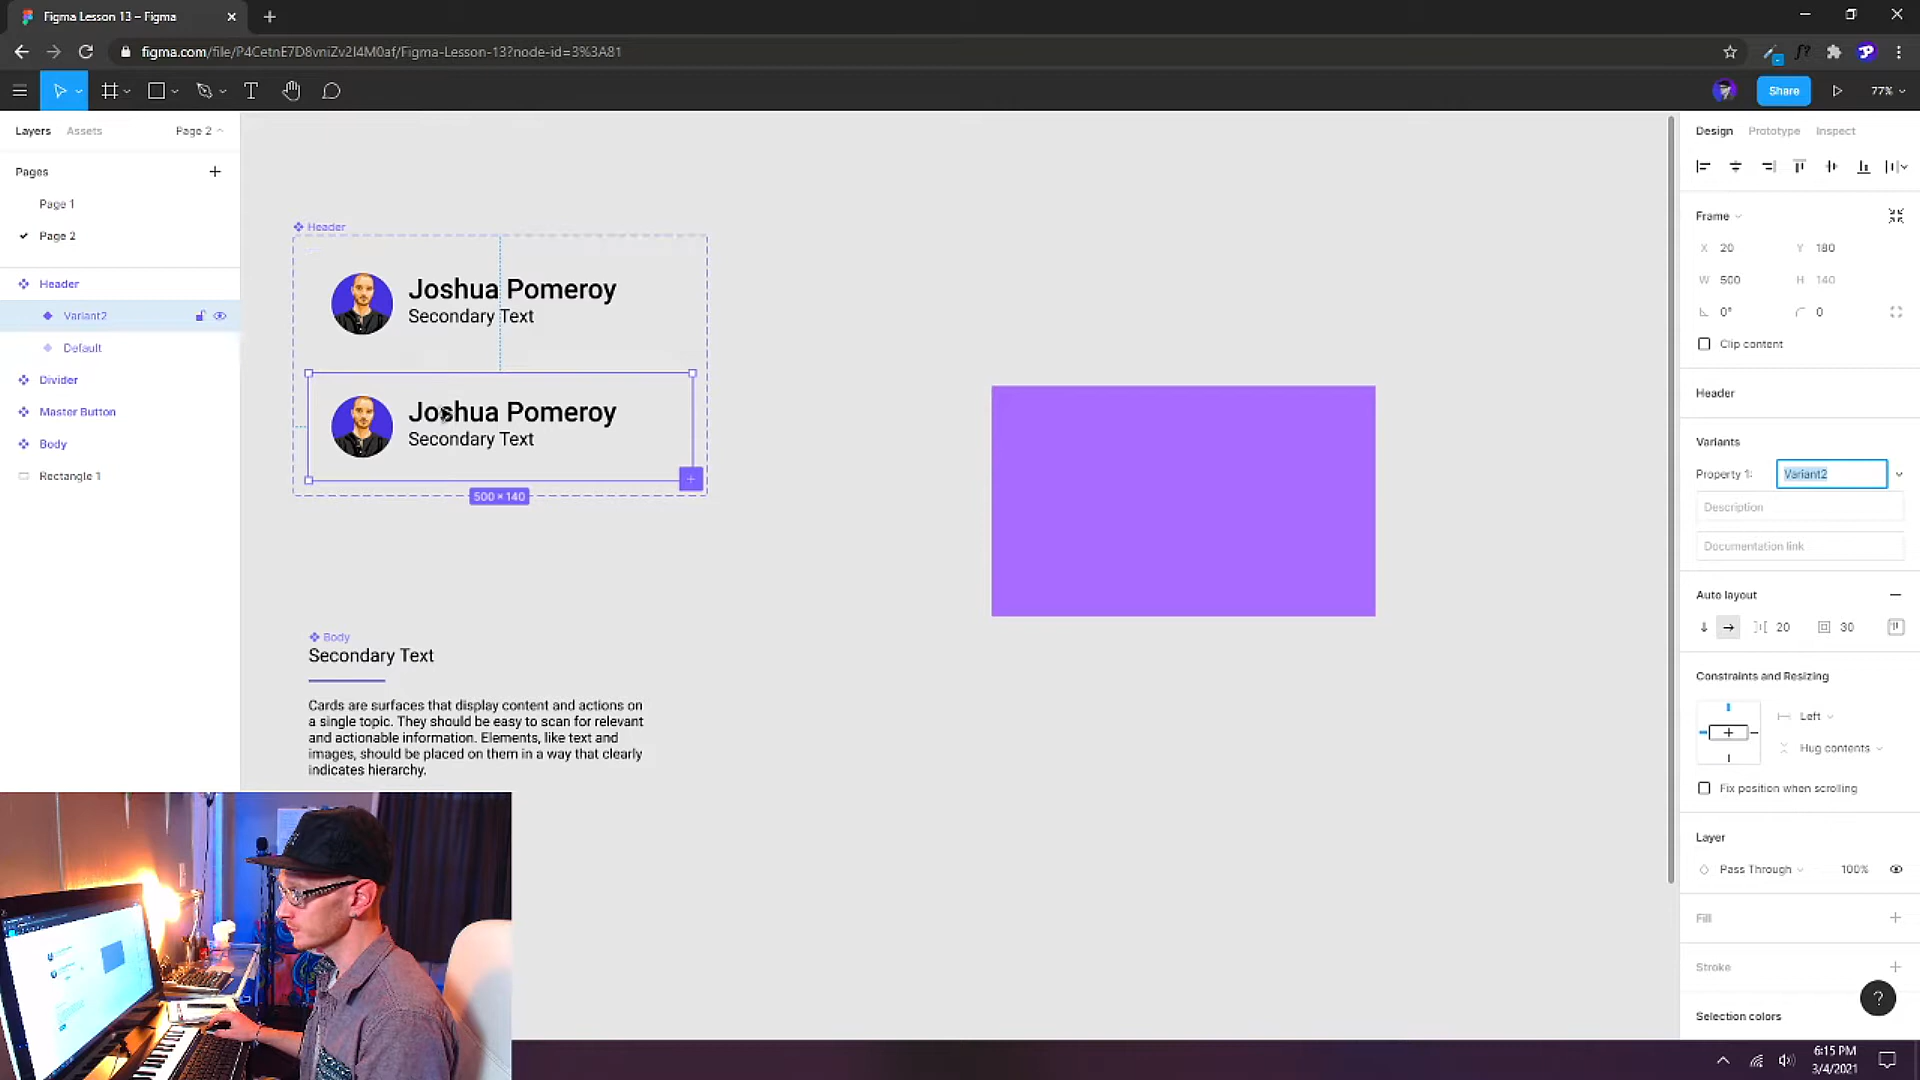 Figma Lesson 13 – Figma
figma.com/file/P4CetnE7D8vniZv2I4M0af/Figma-Lesson-13?node-id=3%3A81
Share
77%
Layers
Assets
Page 2
Pages
Page 1
Page 2
Header
Variant2
Default
Divider
Master Button
Body
Rectangle 1
Header
Joshua Pomeroy
Secondary Text
Joshua Pomeroy
Secondary Text
500 × 140
Body
Secondary Text
Cards are surfaces that display content and actions on
a single topic. They should be easy to scan for relevant
and actionable information. Elements, like text and
images, should be placed on them in a way that clearly
indicates hierarchy.
Design
Prototype
Inspect
Frame
X 20
Y 180
W 500
H 140
0°
0
Clip content
Header
Variants
Property 1:
Variant2
Description
Documentation link
Auto layout
20
30
Constraints and Resizing
Left
Hug contents
Fix position when scrolling
Layer
Pass Through
100%
Fill
Stroke
?
Selection colors
6:15 PM
3/4/2021